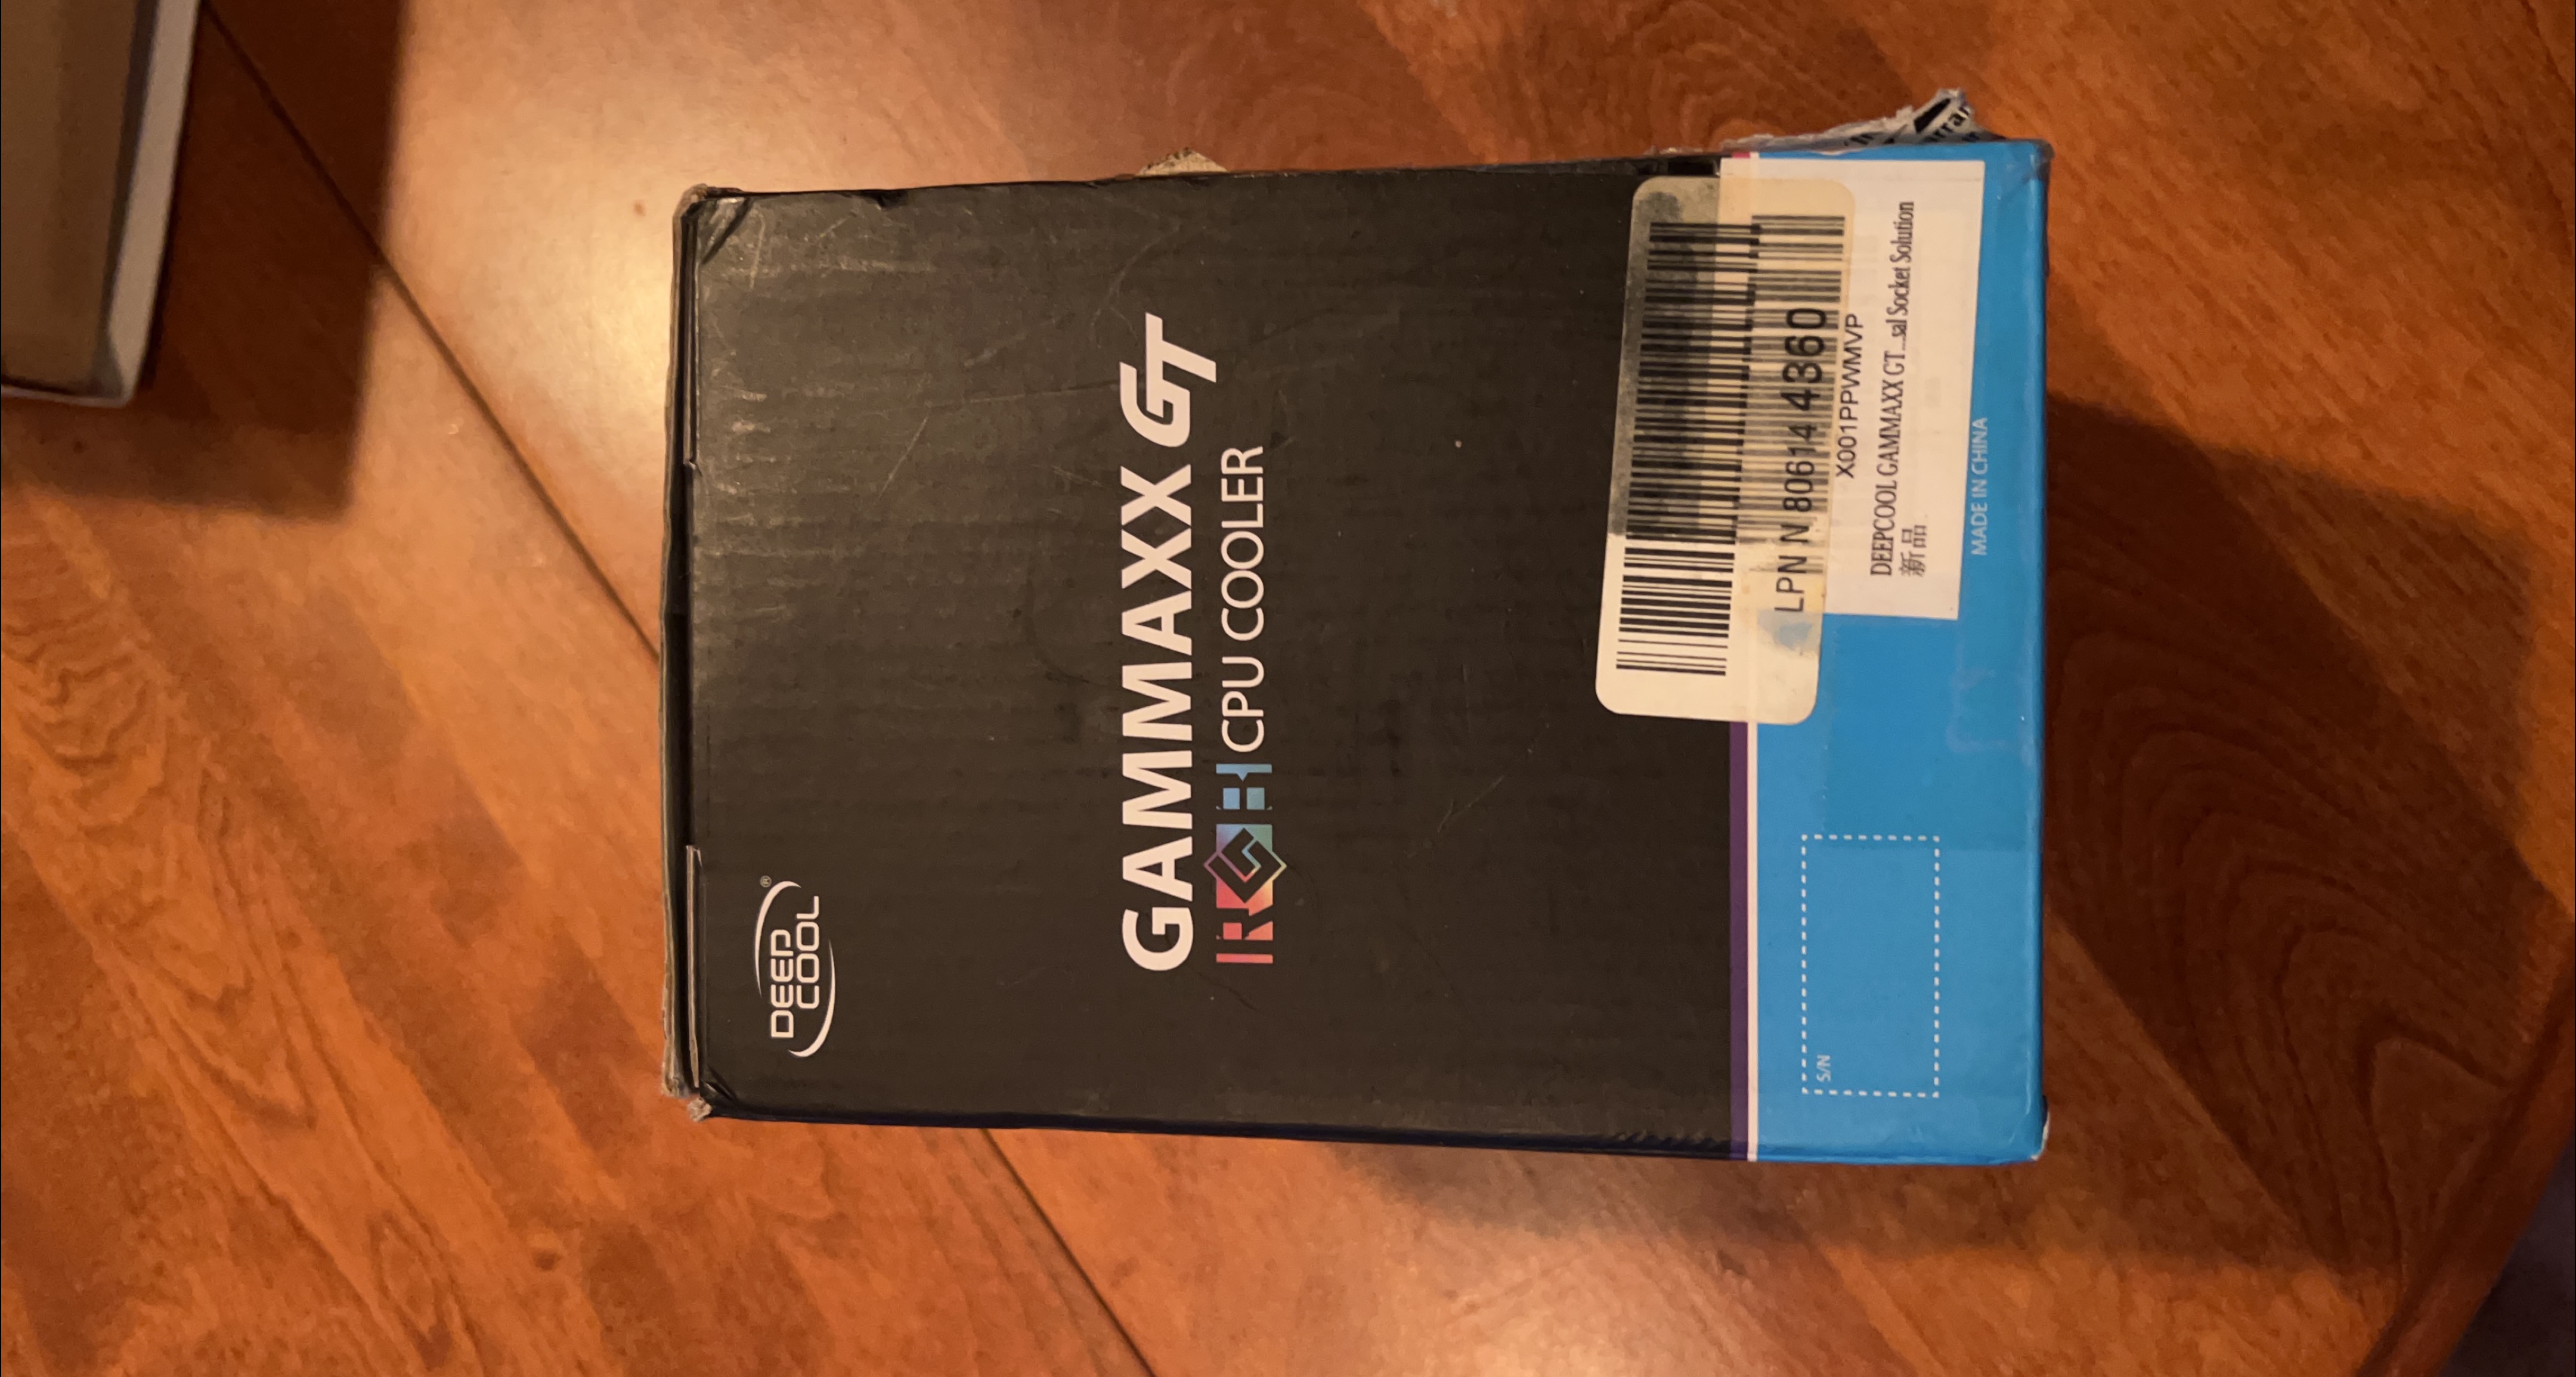 DEEP
COOL®
GAMMAXX GT
RGB CPU COOLER
LPN N 80614 4360
X001PPWMVP
DEEPCOOL GAMMAXX GT ...sal Socket Solution
新品
MADE IN CHINA
S/N